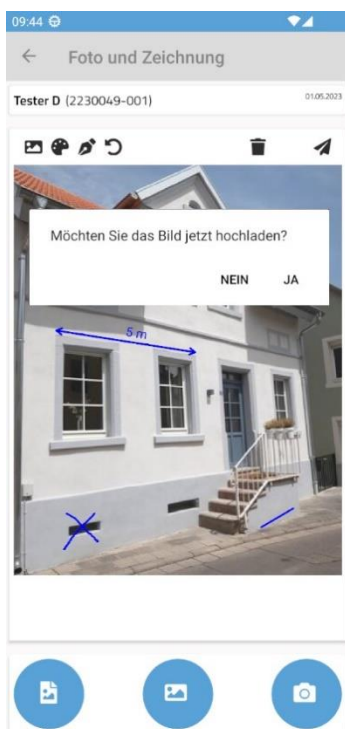 09:44
Foto und Zeichnung
Tester D (2230049-001) 01.05.2023
Möchten Sie das Bild jetzt hochladen?
NEIN JA
5 m